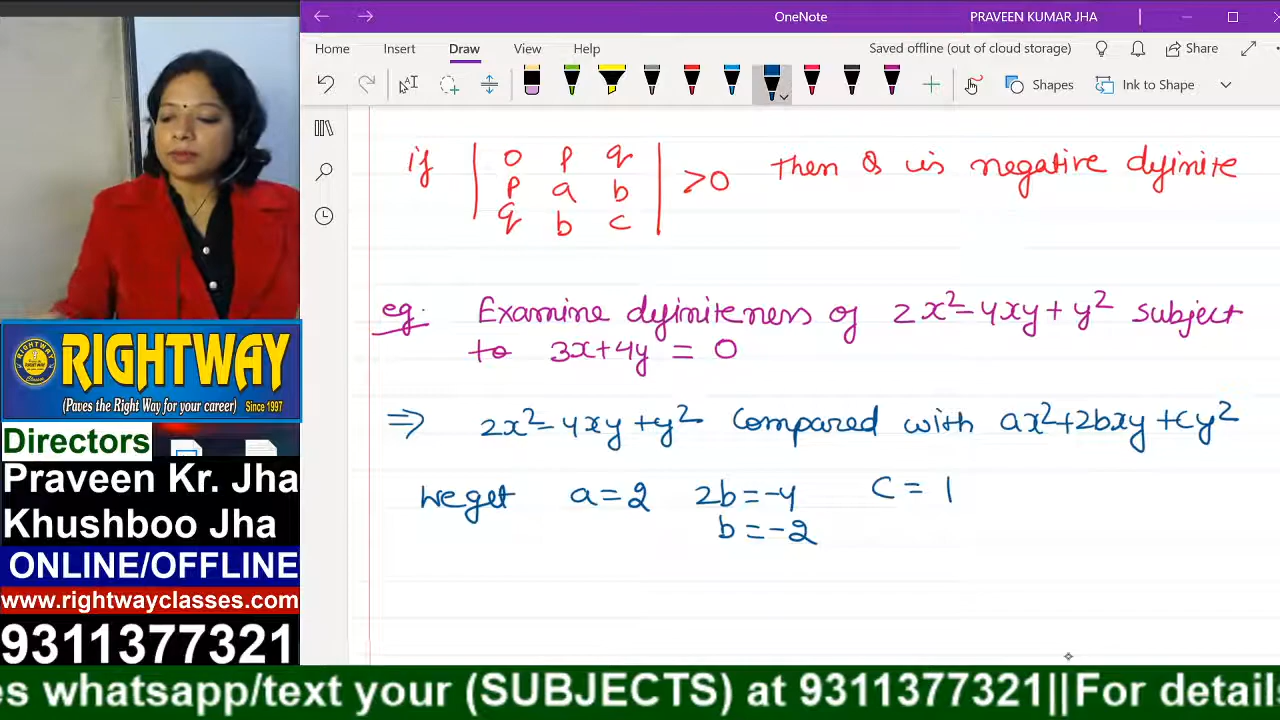 OneNote
PRAVEEN KUMAR JHA
Home Insert Draw View Help
Saved offline (out of cloud storage)
Share
Shapes
Ink to Shape
if | 0 p q | > 0 then Q is negative dyinite
p a b
q b c
eg. Examine dyiniteness of 2x²-4xy+y² subject
to 3x+4y = 0
⇒ 2x²-4xy+y² compared with ax²+2bxy+cy²
We get a=2 2b=-4 C = 1
b=-2
RIGHTWAY
(Paves the Right Way for your career) Since 1997
Directors
Praveen Kr. Jha
Khushboo Jha
ONLINE/OFFLINE
www.rightwayclasses.com
9311377321
es whatsapp/text your (SUBJECTS) at 9311377321||For details